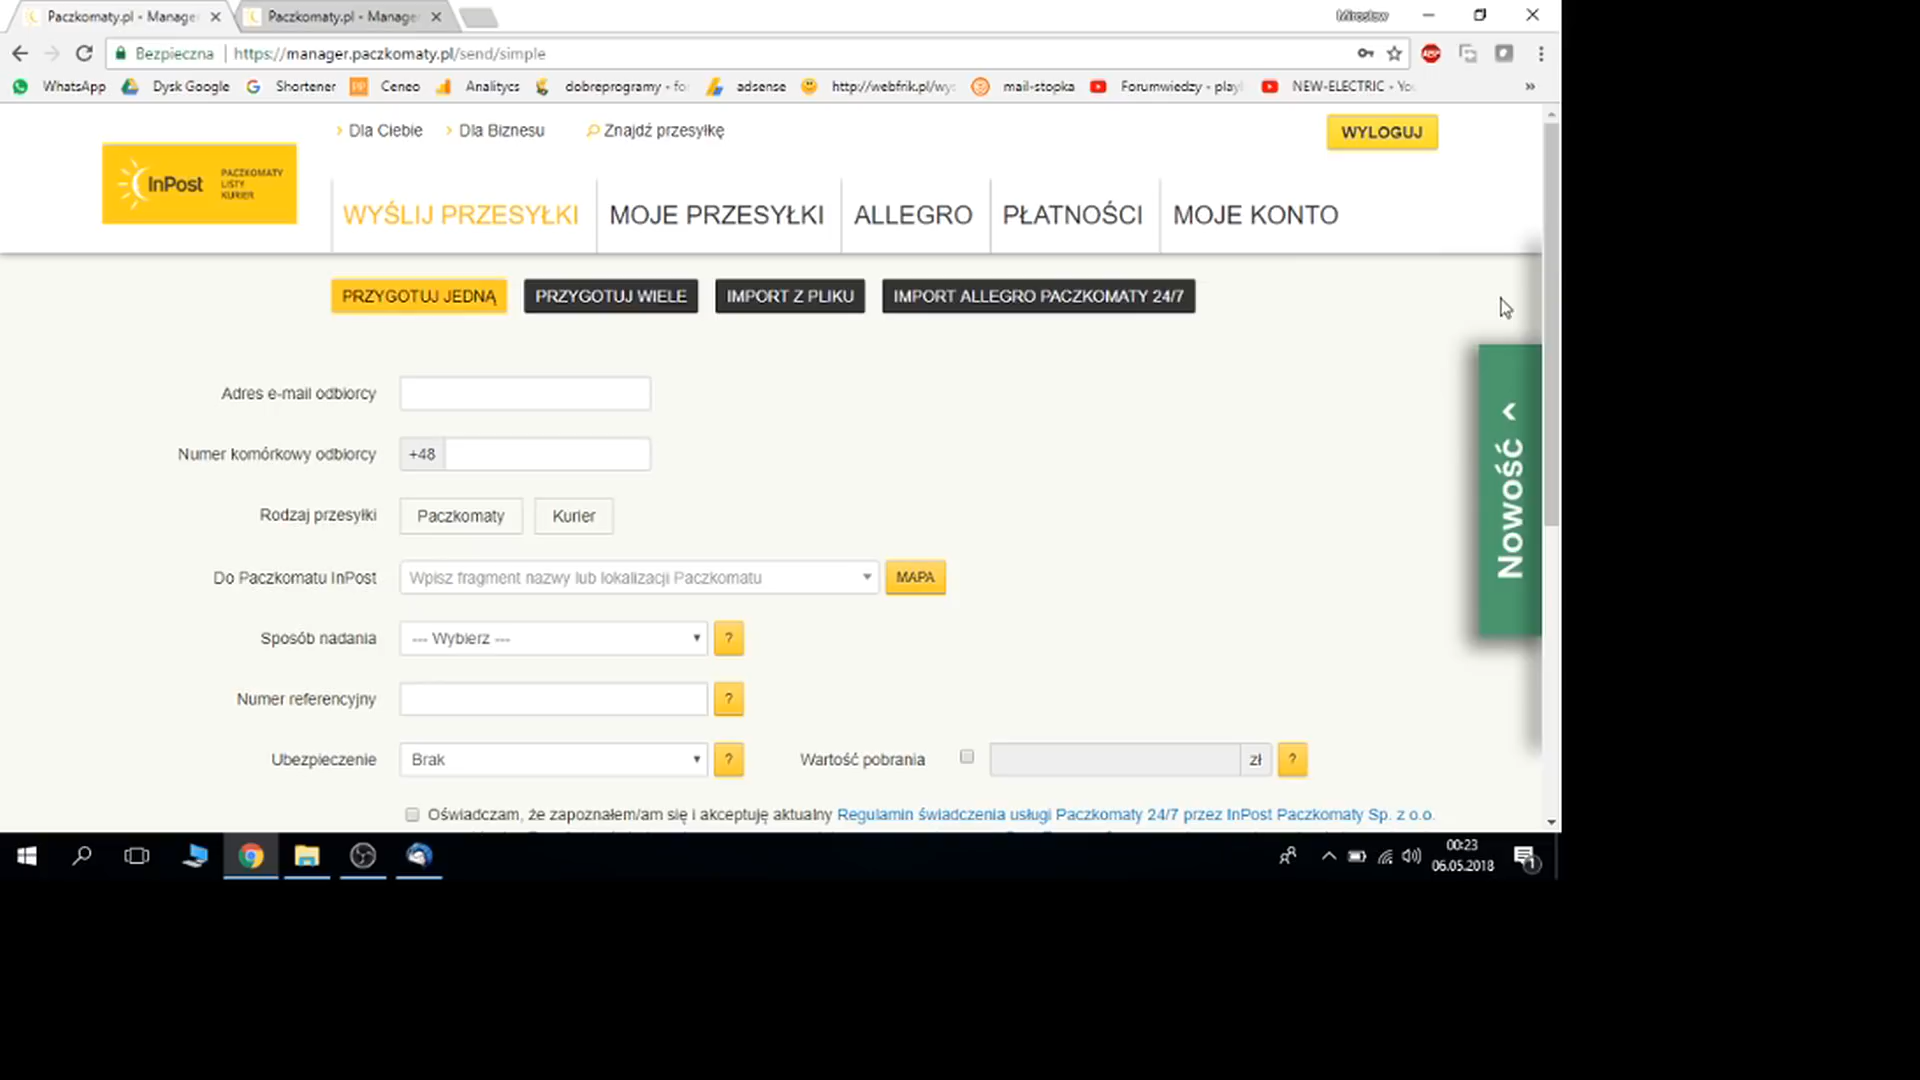 Paczkomaty.pl - Manage
Paczkomaty.pl - Manage
Mirosław
Bezpieczna
https://manager.paczkomaty.pl/send/simple
ABP
WhatsApp
Dysk Google
Shortener
Ceneo
Analitycs
dobreprogramy - fo
adsense
http://webfrik.pl/wy
mail-stopka
Forumwiedzy - play
NEW-ELECTRIC - Yo
»
Dla Ciebie
Dla Biznesu
Znajdź przesyłkę
WYLOGUJ
InPost
PACZKOMATY
LISTY
KURIER
WYŚLIJ PRZESYŁKI
MOJE PRZESYŁKI
ALLEGRO
PŁATNOŚCI
MOJE KONTO
PRZYGOTUJ JEDNĄ
PRZYGOTUJ WIELE
IMPORT Z PLIKU
IMPORT ALLEGRO PACZKOMATY 24/7
Nowość
Adres e-mail odbiorcy
Numer komórkowy odbiorcy
+48
Rodzaj przesyłki
Paczkomaty
Kurier
Do Paczkomatu InPost
Wpisz fragment nazwy lub lokalizacji Paczkomatu
MAPA
Sposób nadania
--- Wybierz ---
?
Numer referencyjny
?
Ubezpieczenie
Brak
?
Wartość pobrania
zł
?
Oświadczam, że zapoznałem/am się i akceptuję aktualny Regulamin świadczenia usługi Paczkomaty 24/7 przez InPost Paczkomaty Sp. z o.o.
00:23
06.05.2018
1